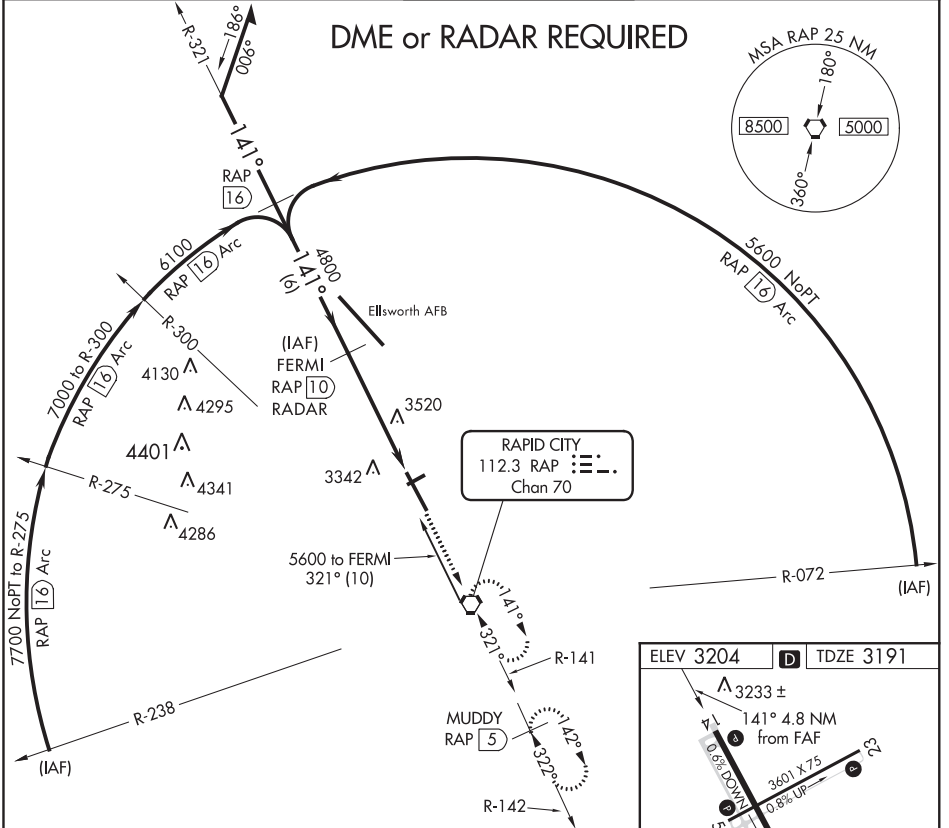 DME or RADAR REQUIRED
R-321
186°
006°
MSA RAP 25 NM
180°
8500
5000
360°
141°
RAP
16
6100
RAP 16 Arc
4800
141°
(6)
5600 NoPT
RAP 16 Arc
Ellsworth AFB
7000 to R-300
RAP 16 Arc
R-300
(IAF)
FERMI
RAP 10
RADAR
4130
4295
4401
4341
4286
R-275
3520
3342
RAPID CITY
112.3 RAP
Chan 70
7700 NoPT to R-275
RAP 16 Arc
5600 to FERMI
321° (10)
R-072
(IAF)
141°
321°
R-141
R-238
(IAF)
MUDDY
RAP 5
142°
322°
R-142
ELEV 3204
D
TDZE 3191
3233 ±
141° 4.8 NM
from FAF
14
P
0.6% DOWN
3601 X 75
0.8% UP
23
P
P